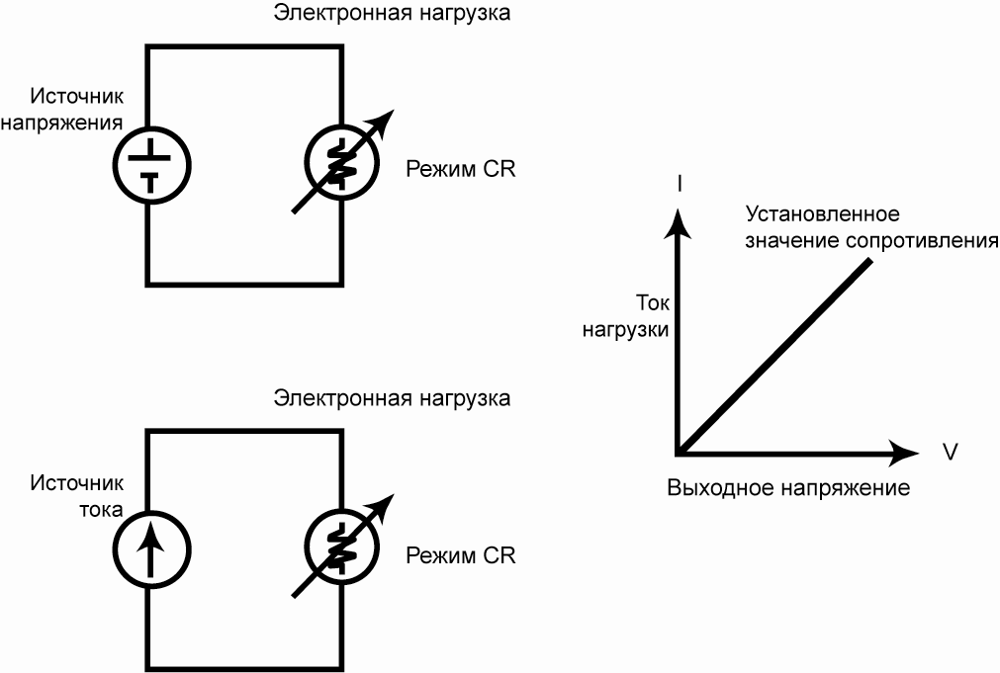 Электронная нагрузка
Источник
напряжения
Режим CR
Электронная нагрузка
Источник
тока
Режим CR
I
Установленное
значение сопротивления
Ток
нагрузки
V
Выходное напряжение